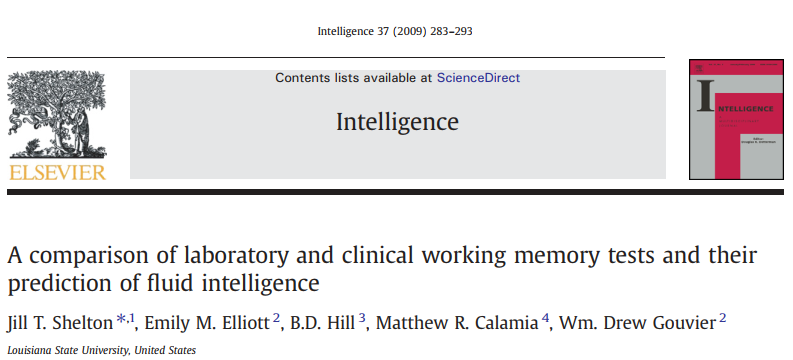 Intelligence 37 (2009) 283–293
Contents lists available at ScienceDirect
Intelligence
ELSEVIER
INTELLIGENCE
A comparison of laboratory and clinical working memory tests and their
prediction of fluid intelligence
Jill T. Shelton *,1, Emily M. Elliott 2, B.D. Hill 3, Matthew R. Calamia 4, Wm. Drew Gouvier 2
Louisiana State University, United States